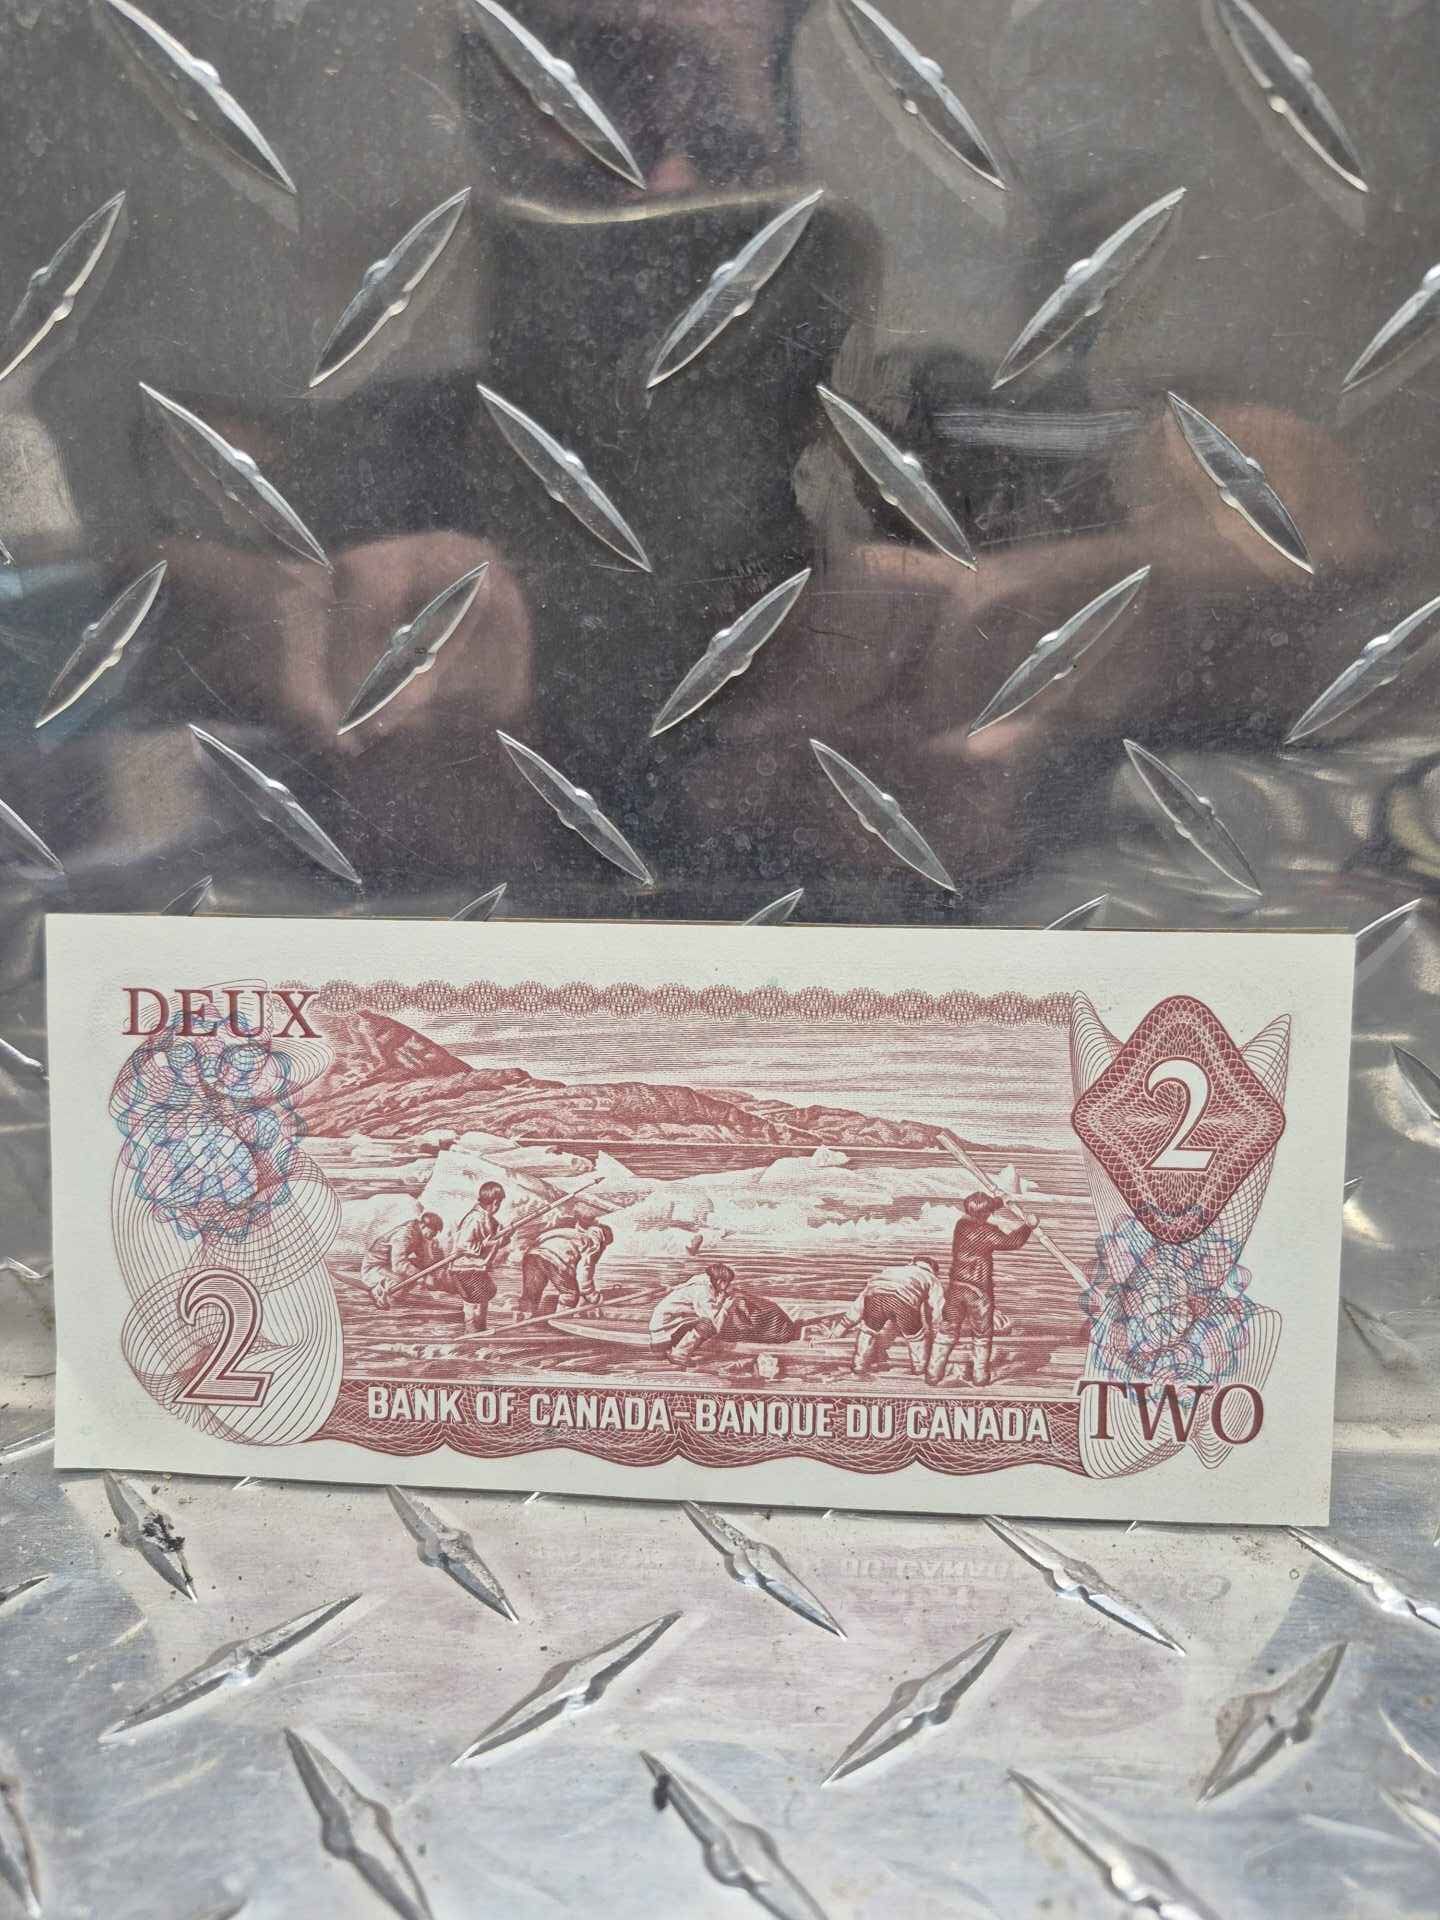 DEUX
2
2
BANK OF CANADA-BANQUE DU CANADA
TWO